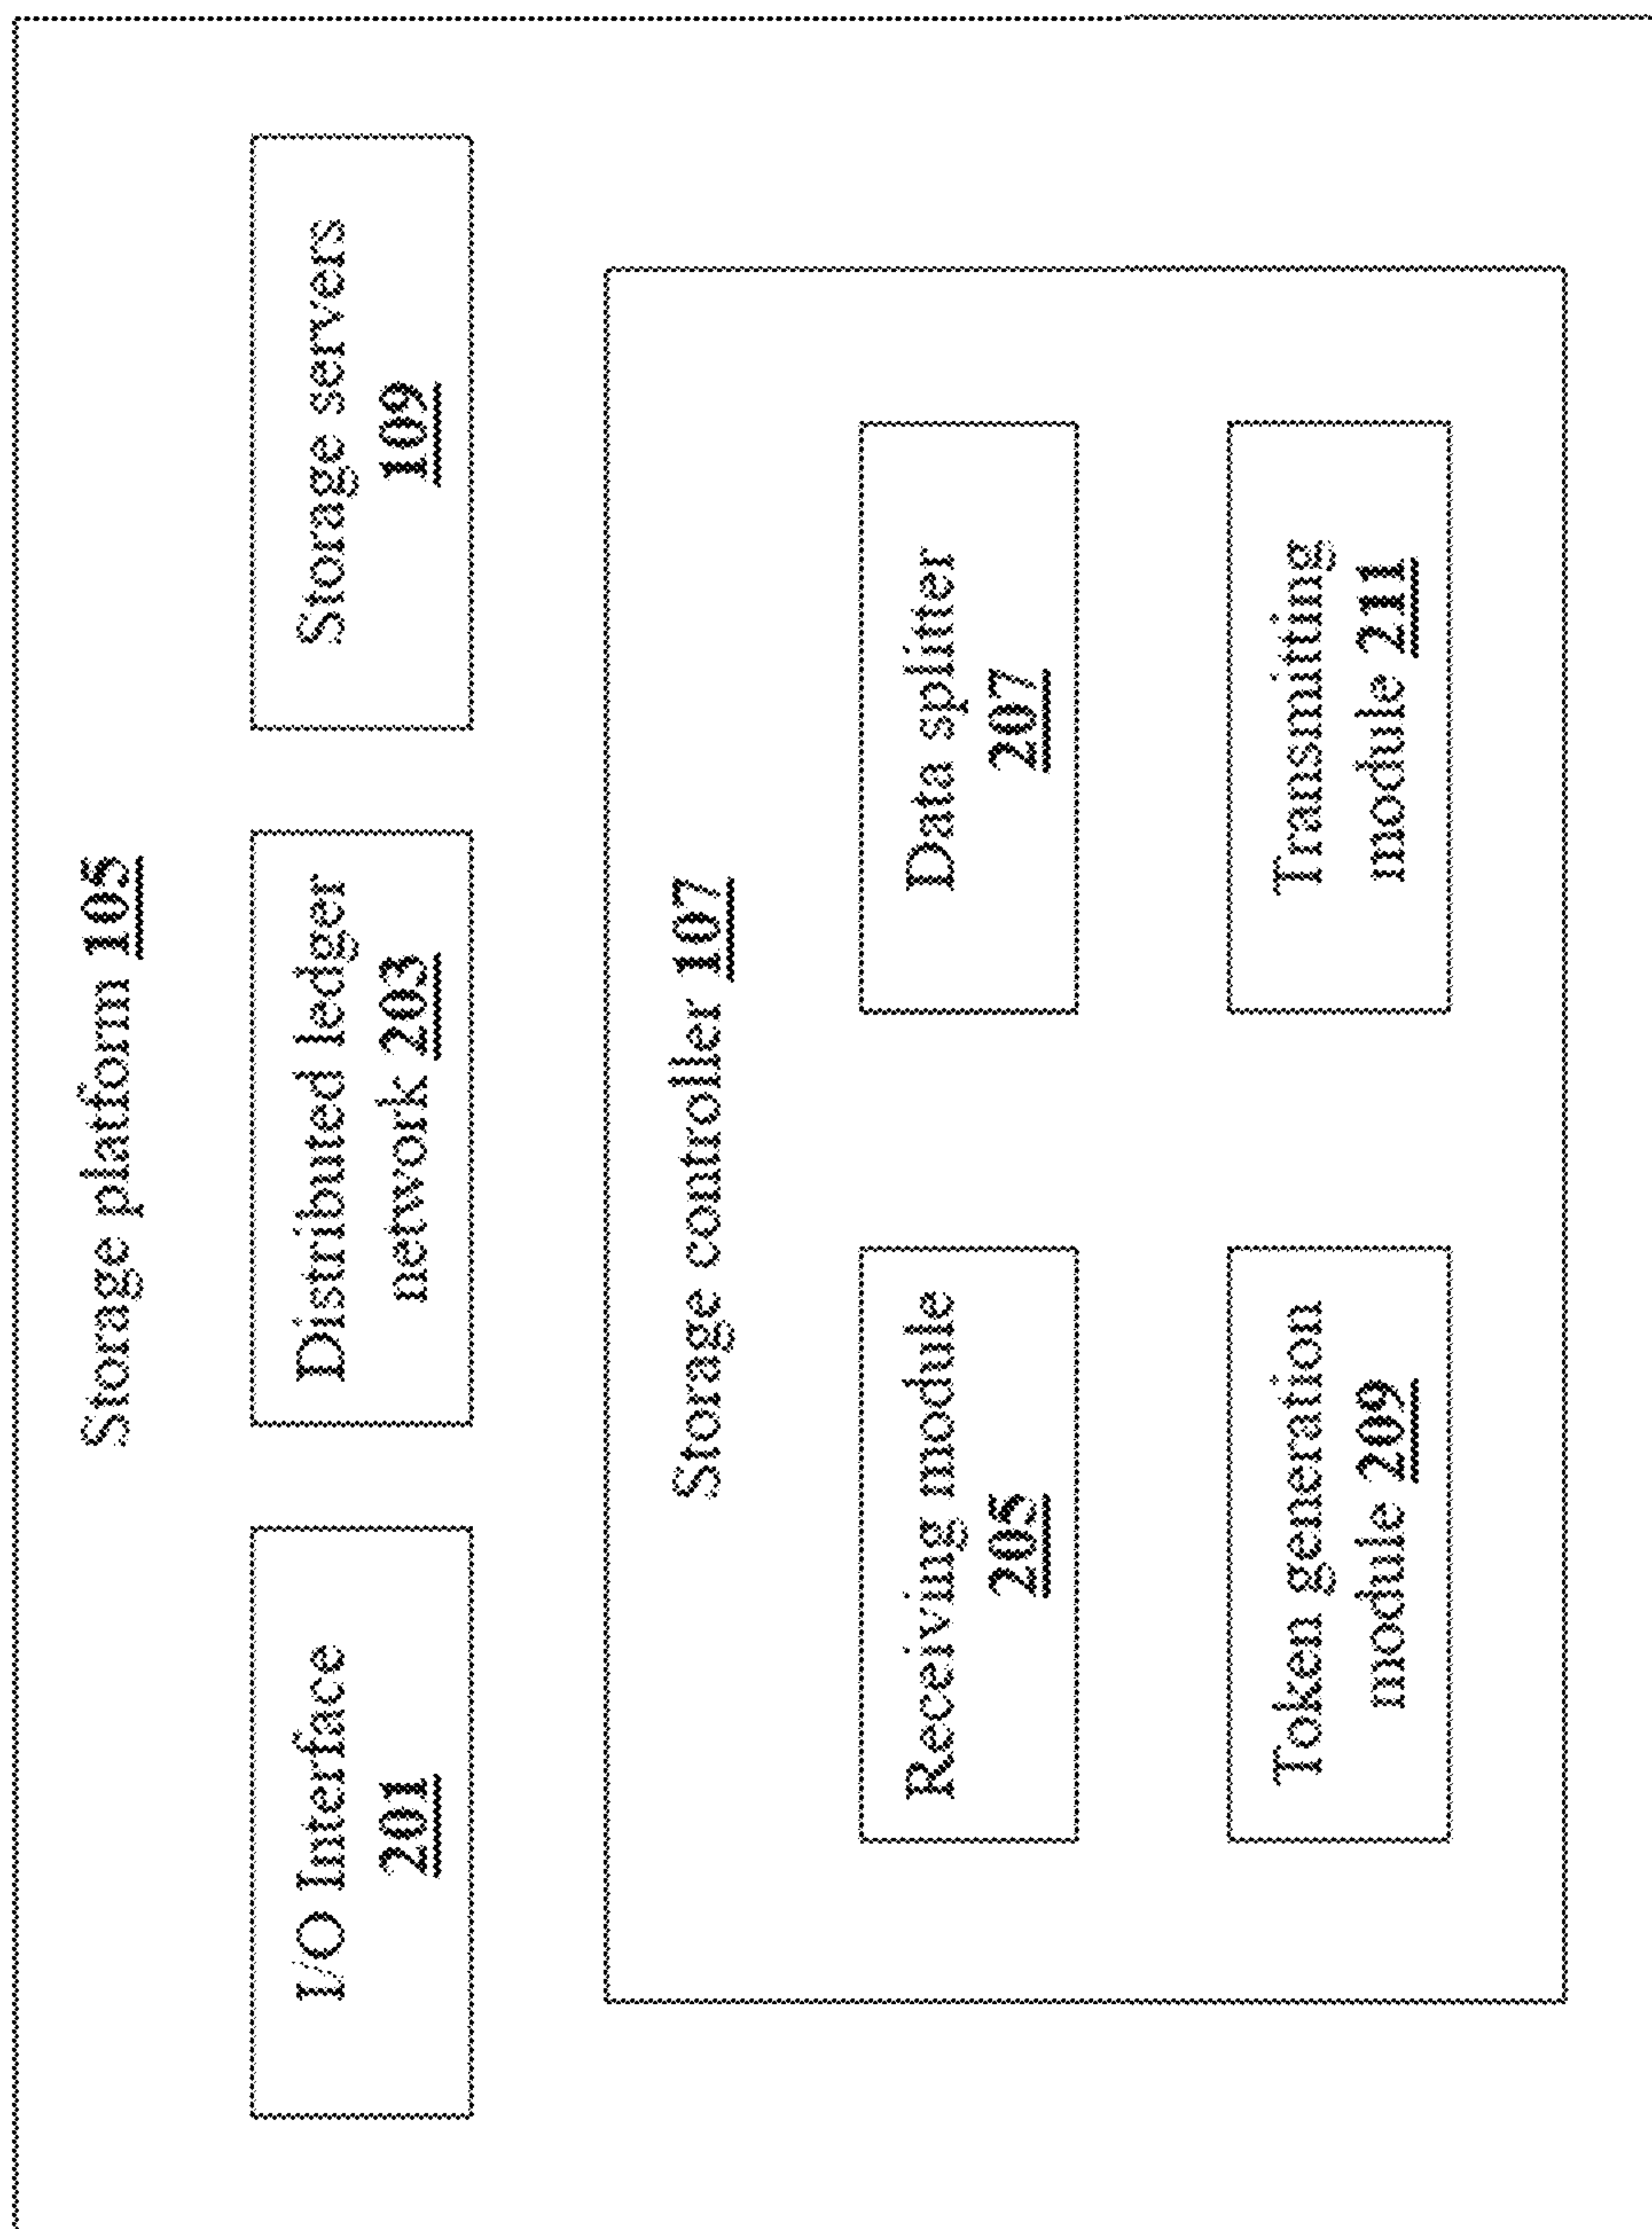 Storage platform 105
I/O Interface
201
Distributed ledger
network 203
Storage servers
109
Storage controller 107
Receiving module
205
Data splitter
207
Token generation
module 209
Transmitting
module 211